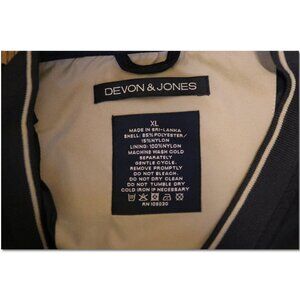 DEVON & JONES
XL
MADE IN SRI-LANKA
SHELL: 85% POLYESTER/
15%NYLON
LINING: 100%NYLON
MACHINE WASH COLD
SEPARATELY
GENTLE CYCLE.
REMOVE PROMPTLY
DO NOT BLEACH.
DO NOT DRY CLEAN
DO NOT TUMBLE DRY
COLD IRON IF NECESSARY
RN 109030